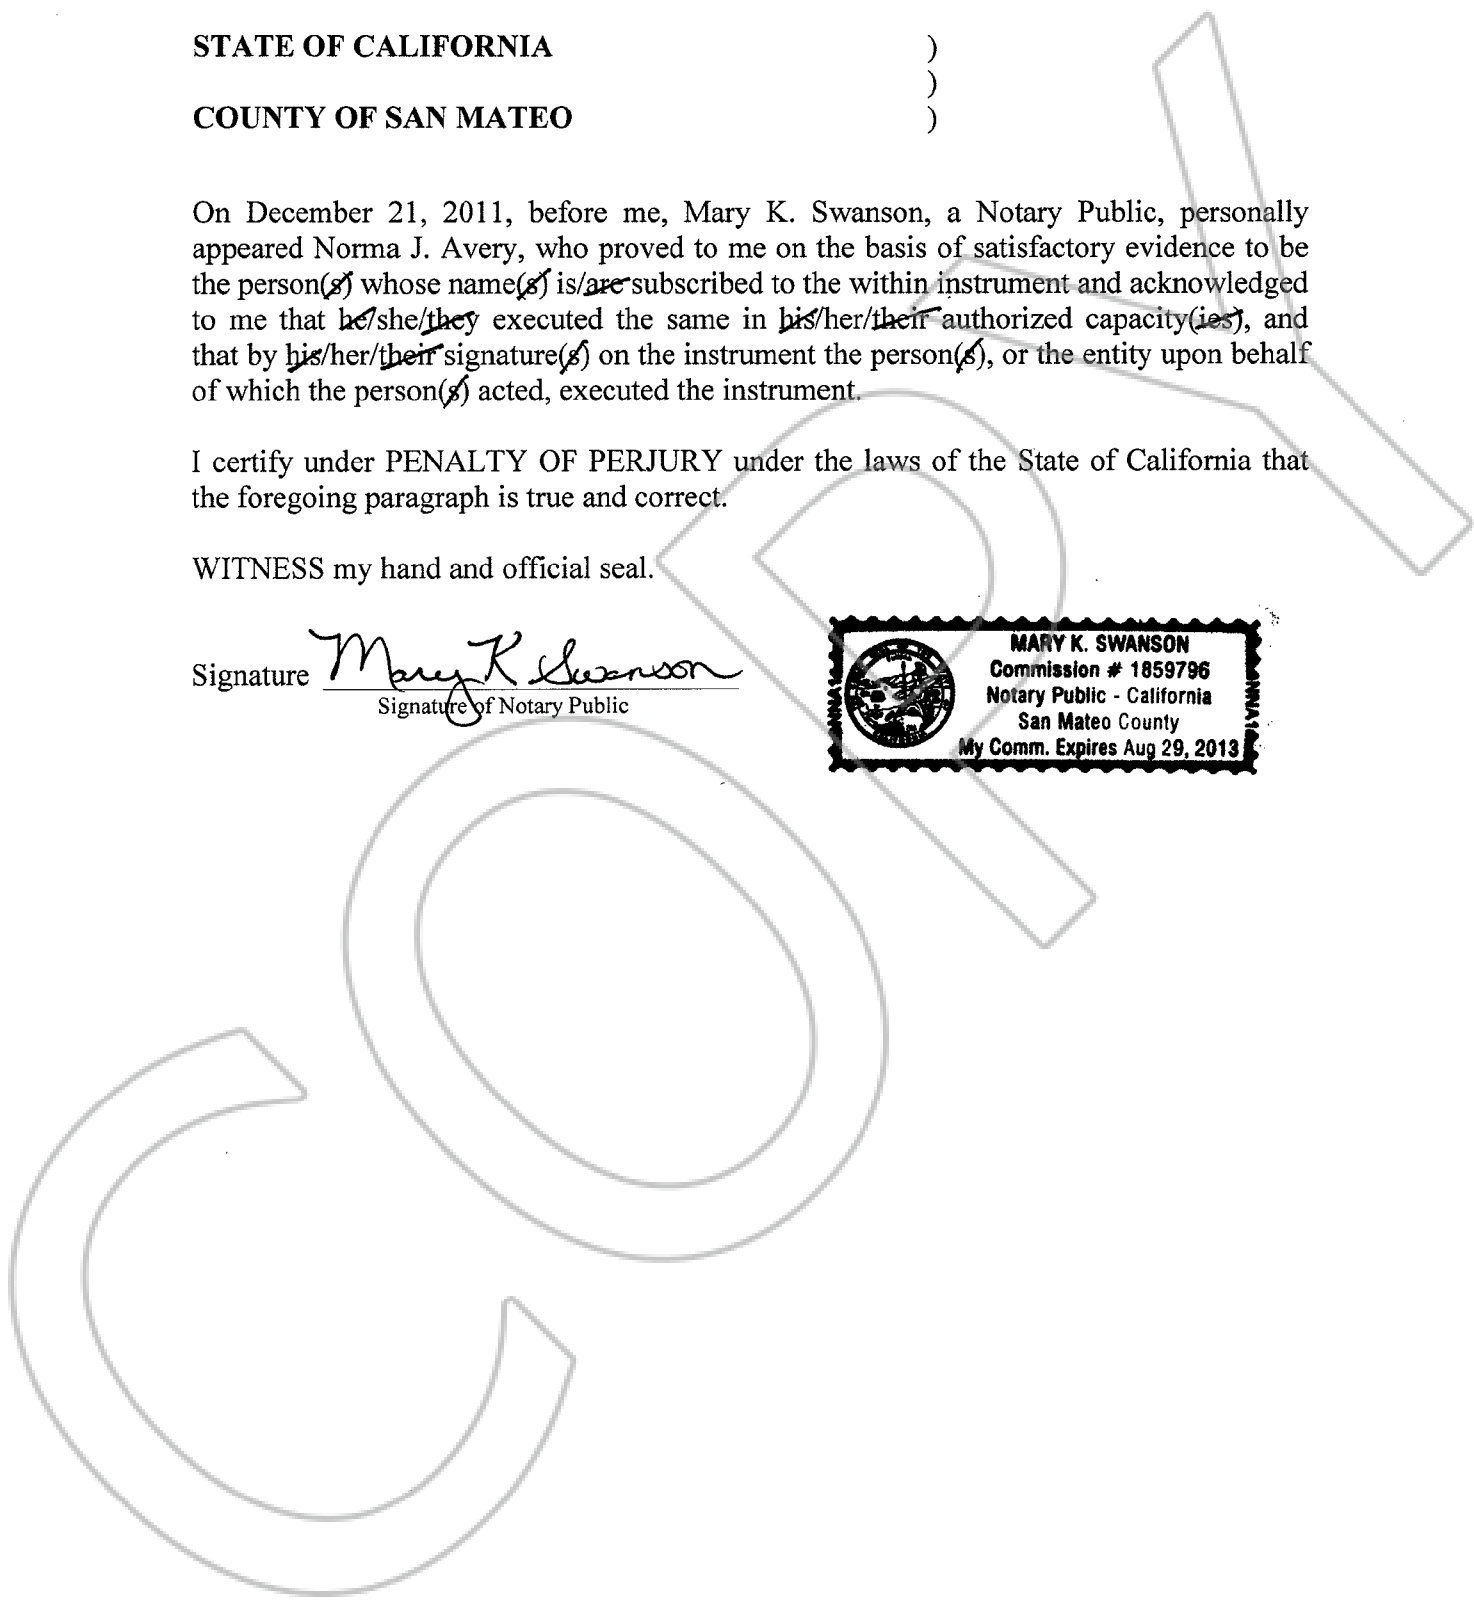 STATE OF CALIFORNIA )
)
COUNTY OF SAN MATEO )
On December 21, 2011, before me, Mary K. Swanson, a Notary Public, personally
appeared Norma J. Avery, who proved to me on the basis of satisfactory evidence to be
the person(s) whose name(s) is/are subscribed to the within instrument and acknowledged
to me that he/she/they executed the same in his/her/their authorized capacity(ies), and
that by his/her/their signature(s) on the instrument the person(s), or the entity upon behalf
of which the person(s) acted, executed the instrument.
I certify under PENALTY OF PERJURY under the laws of the State of California that
the foregoing paragraph is true and correct.
WITNESS my hand and official seal.
Signature Mary K Swanson
Signature of Notary Public
MARY K. SWANSON
Commission # 1859796
Notary Public - California
San Mateo County
My Comm. Expires Aug 29, 2013
COPY